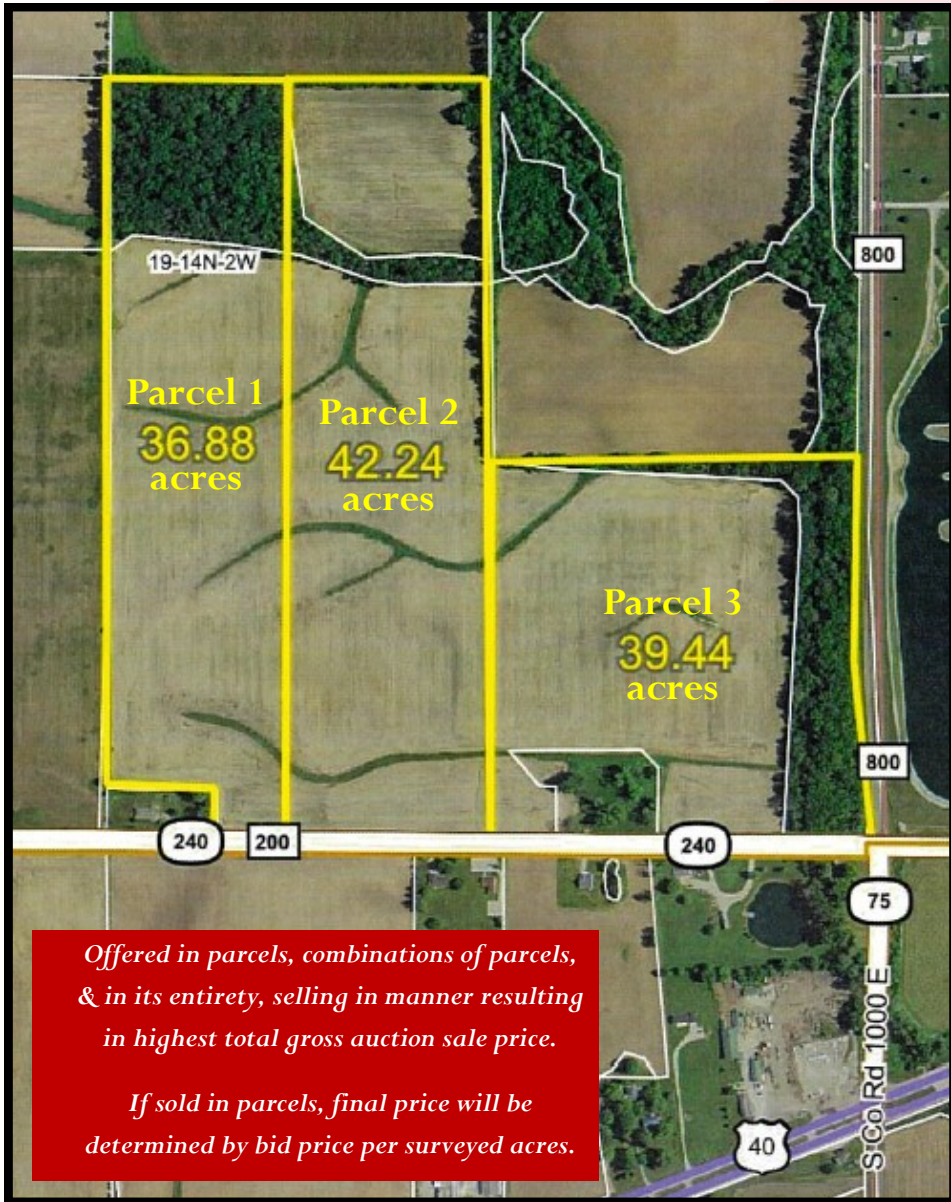 800
19-14N-2W
Parcel 1
36.88
acres
Parcel 2
42.24
acres
Parcel 3
39.44
acres
800
240
200
240
75
Offered in parcels, combinations of parcels,
& in its entirety, selling in manner resulting
in highest total gross auction sale price.
If sold in parcels, final price will be
determined by bid price per surveyed acres.
S Co Rd 1000 E
40